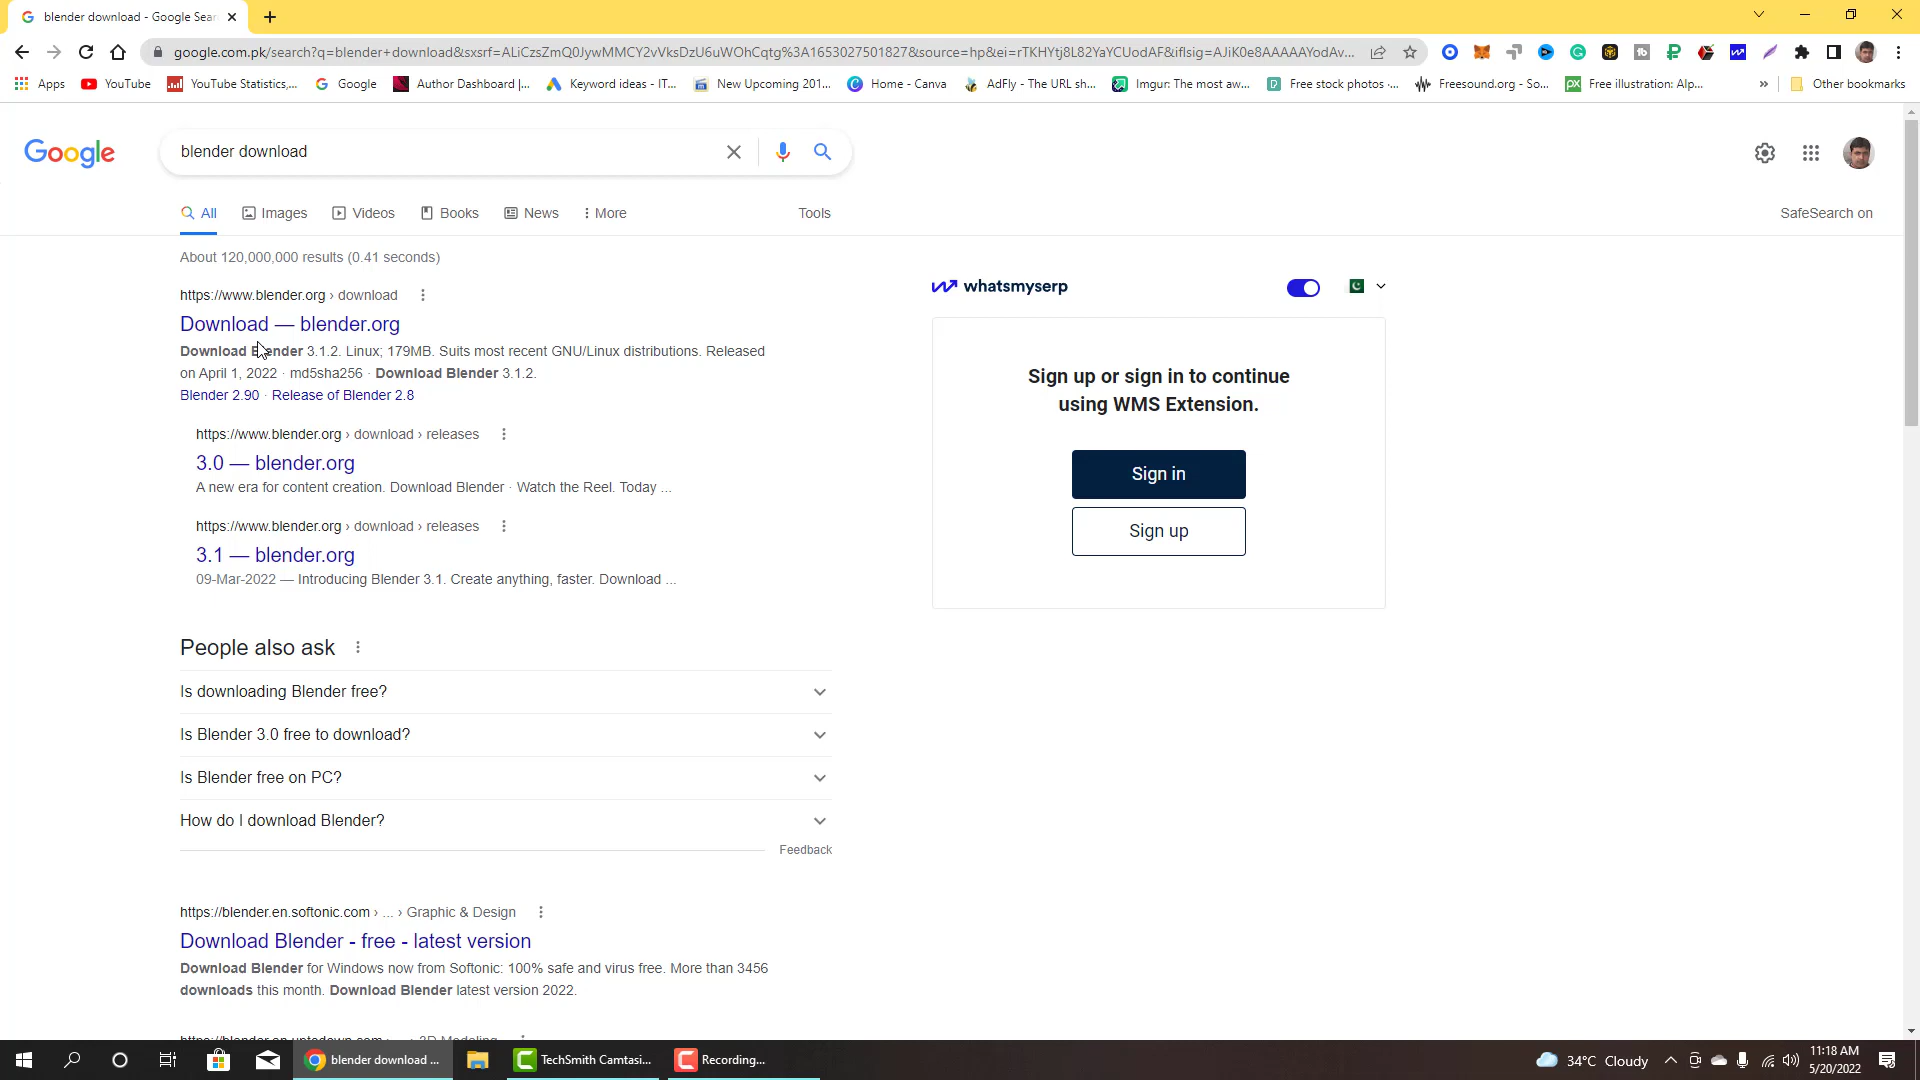 blender download - Google Sear
google.com.pk/search?q=blender+download&sxsrf=ALiCzsZmQ0JywMMCY2vVksDzU6uWOhCqtg%3A1653027501827&source=hp&ei=rTKHYtj8L82YaYCUodAF&iflsig=AJiK0e8AAAAAYodAv...
Apps YouTube YouTube Statistics,... Google Author Dashboard |... Keyword ideas - IT... New Upcoming 201... Home - Canva AdFly - The URL sh... Imgur: The most aw... Free stock photos ·... Freesound.org - So... Free illustration: Alp... » Other bookmarks
Google blender download
All Images Videos Books News More Tools SafeSearch on
About 120,000,000 results (0.41 seconds)
https://www.blender.org › download
Download — blender.org
Download Blender 3.1.2. Linux; 179MB. Suits most recent GNU/Linux distributions. Released
on April 1, 2022 · md5sha256 · Download Blender 3.1.2.
Blender 2.90 · Release of Blender 2.8
https://www.blender.org › download › releases
3.0 — blender.org
A new era for content creation. Download Blender · Watch the Reel. Today ...
https://www.blender.org › download › releases
3.1 — blender.org
09-Mar-2022 — Introducing Blender 3.1. Create anything, faster. Download ...
People also ask
Is downloading Blender free?
Is Blender 3.0 free to download?
Is Blender free on PC?
How do I download Blender?
Feedback
https://blender.en.softonic.com › ... › Graphic & Design
Download Blender - free - latest version
Download Blender for Windows now from Softonic: 100% safe and virus free. More than 3456
downloads this month. Download Blender latest version 2022.
whatsmyserp
Sign up or sign in to continue
using WMS Extension.
Sign in
Sign up
blender download ... TechSmith Camtasi... Recording... 34°C Cloudy
11:18 AM
5/20/2022